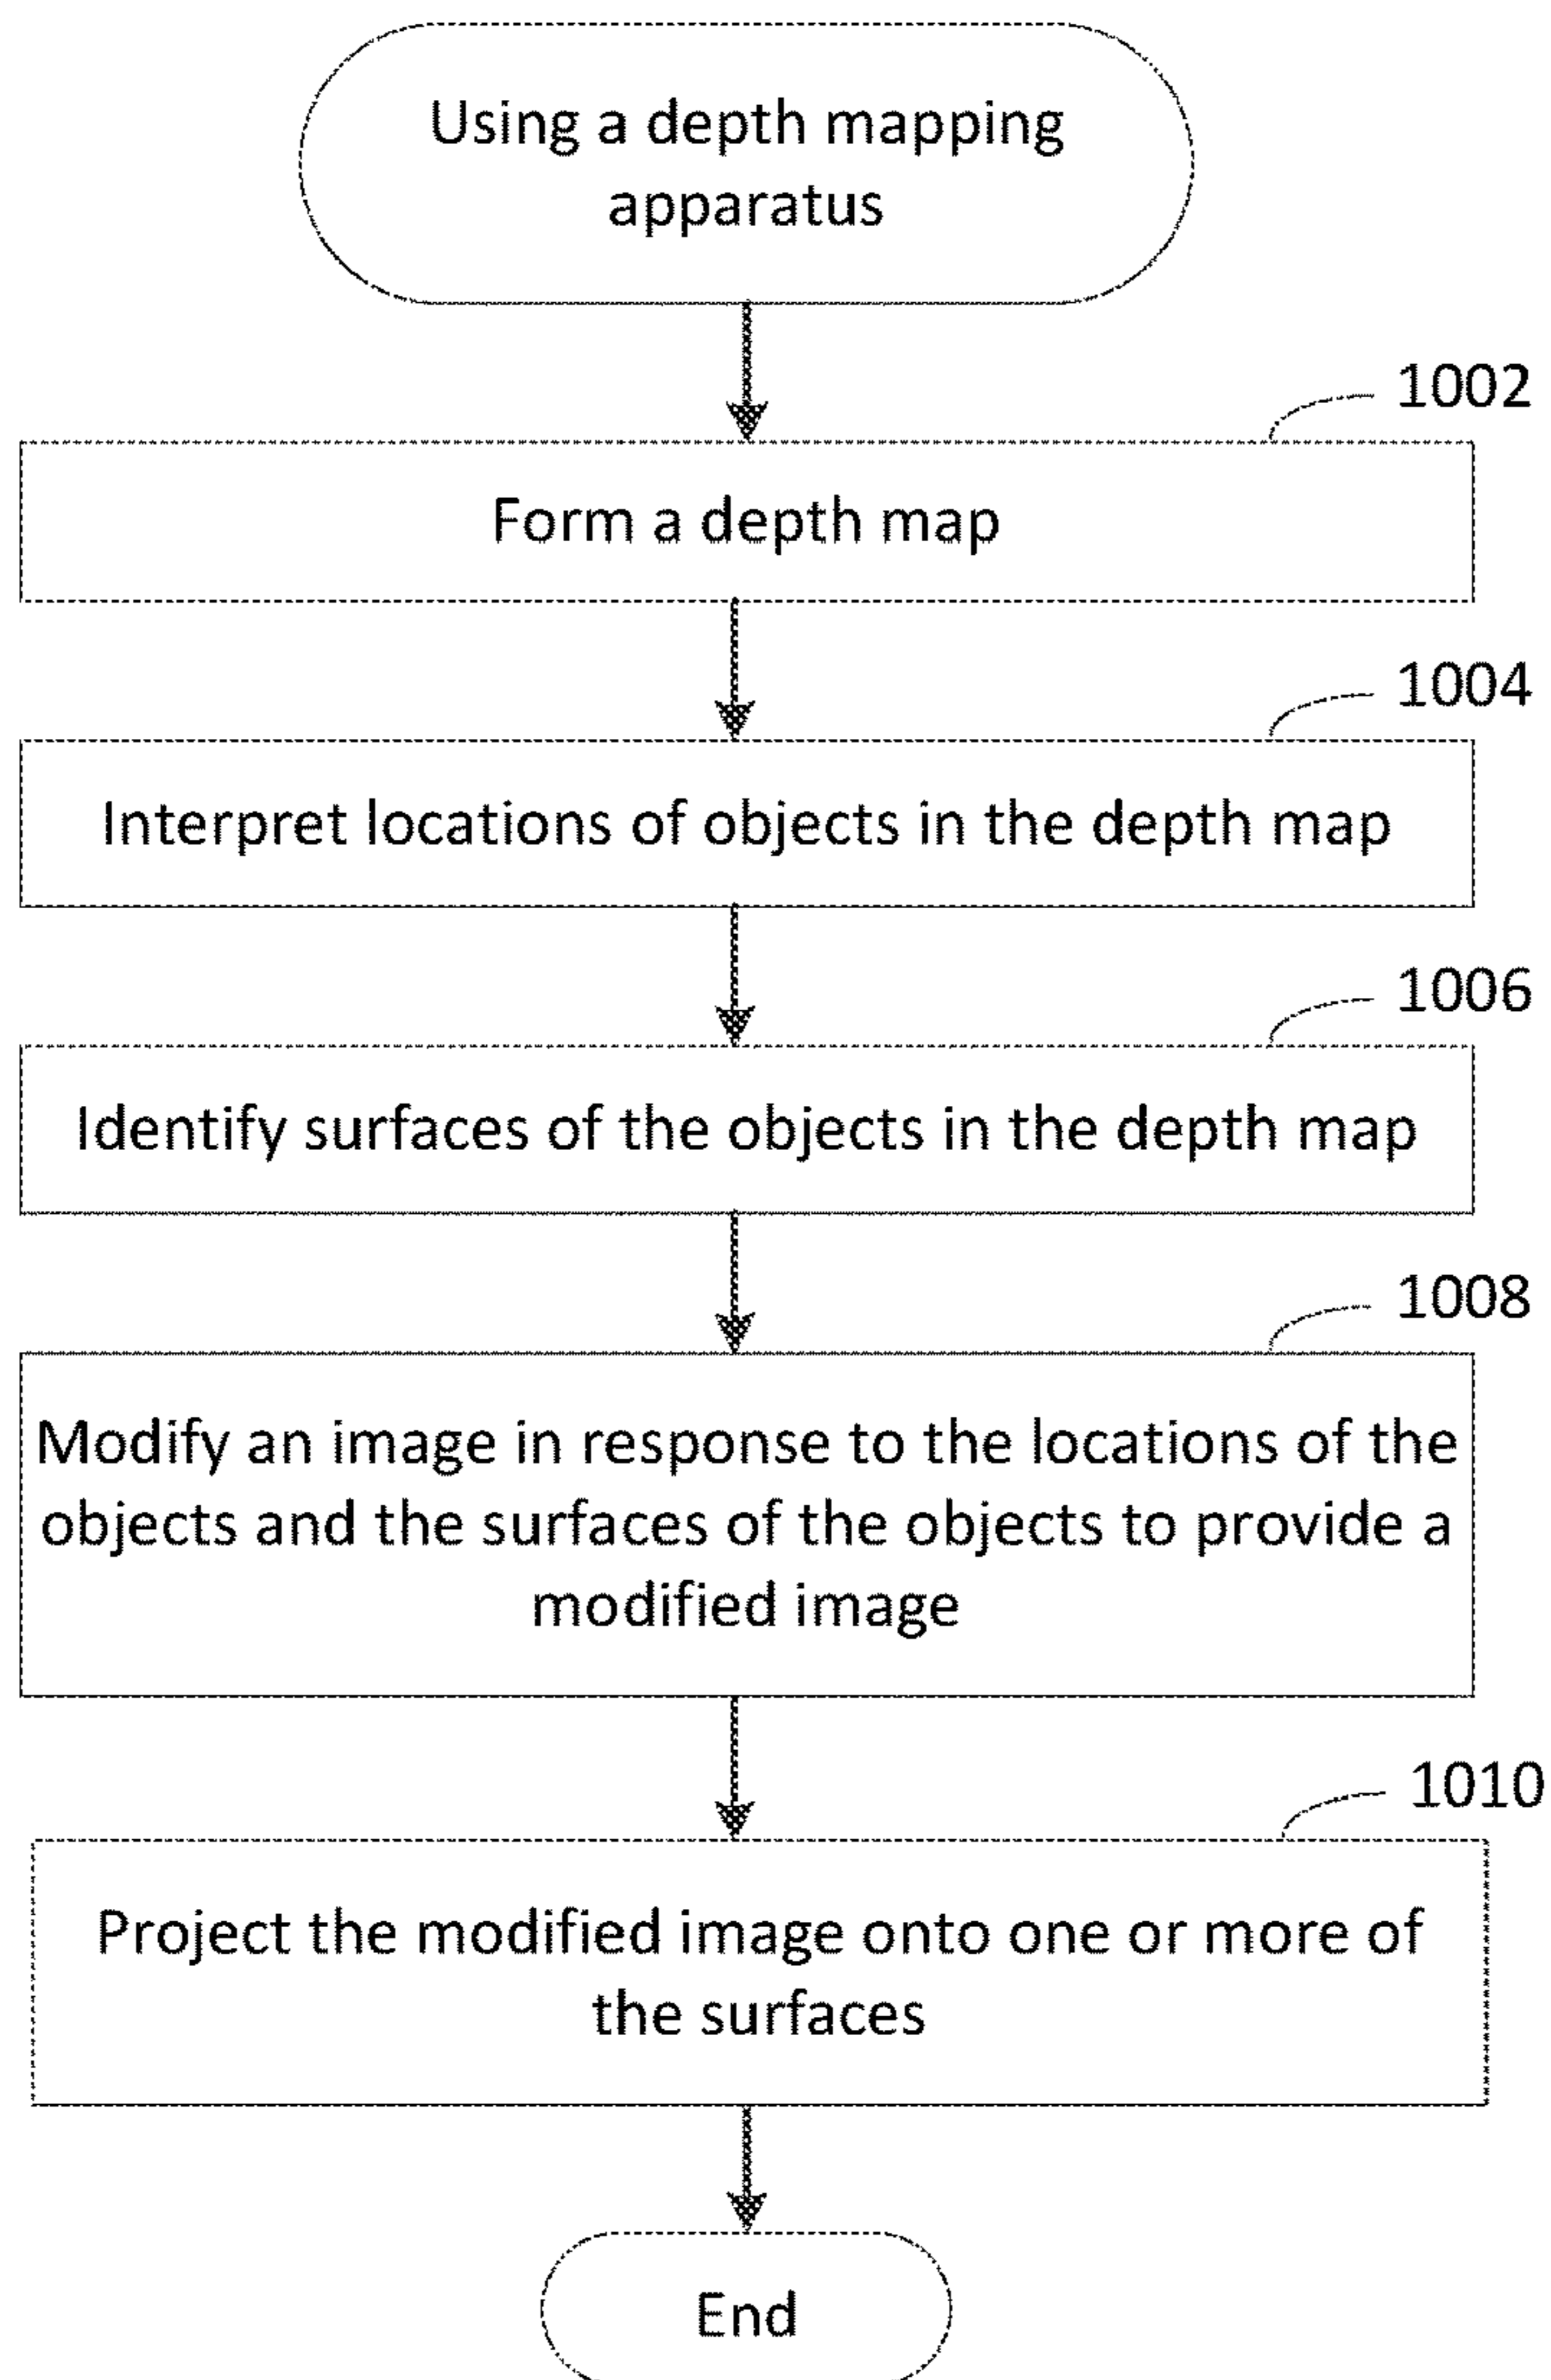 Using a depth mapping
apparatus
1002
Form a depth map
1004
Interpret locations of objects in the depth map
1006
Identify surfaces of the objects in the depth map
1008
Modify an image in response to the locations of the
objects and the surfaces of the objects to provide a
modified image
1010
Project the modified image onto one or more of
the surfaces
End